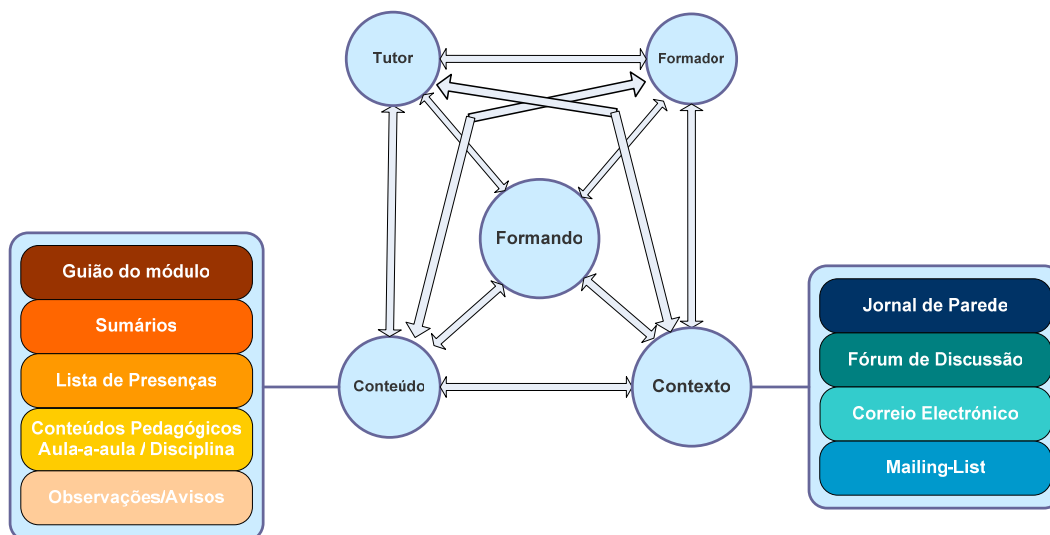 Tutor
Formador
Formando
Guião do módulo
Sumários
Lista de Presenças
Conteúdos Pedagógicos
Aula-a-aula / Disciplina
Observações/Avisos
Conteúdo
Contexto
Jornal de Parede
Fórum de Discussão
Correio Electrónico
Mailing-List